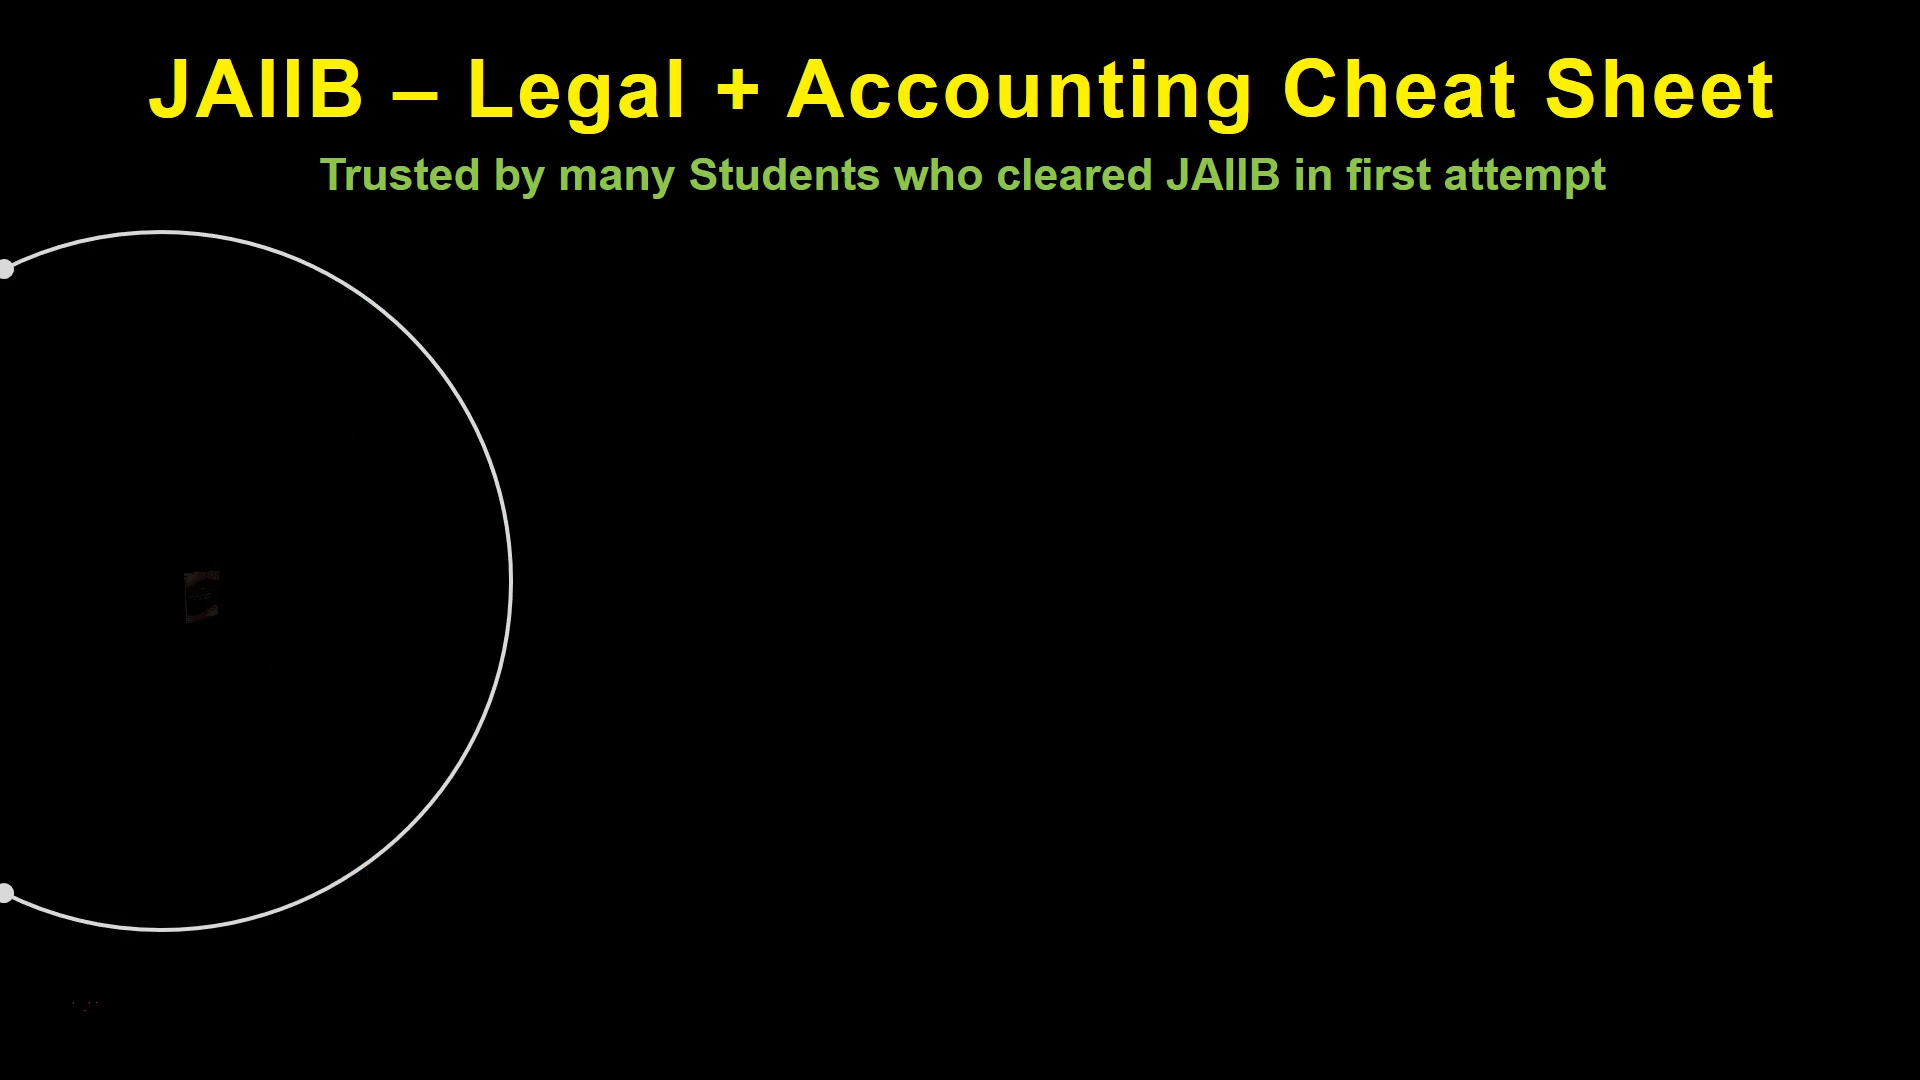 JAIIB – Legal + Accounting Cheat Sheet
Trusted by many Students who cleared JAIIB in first attempt